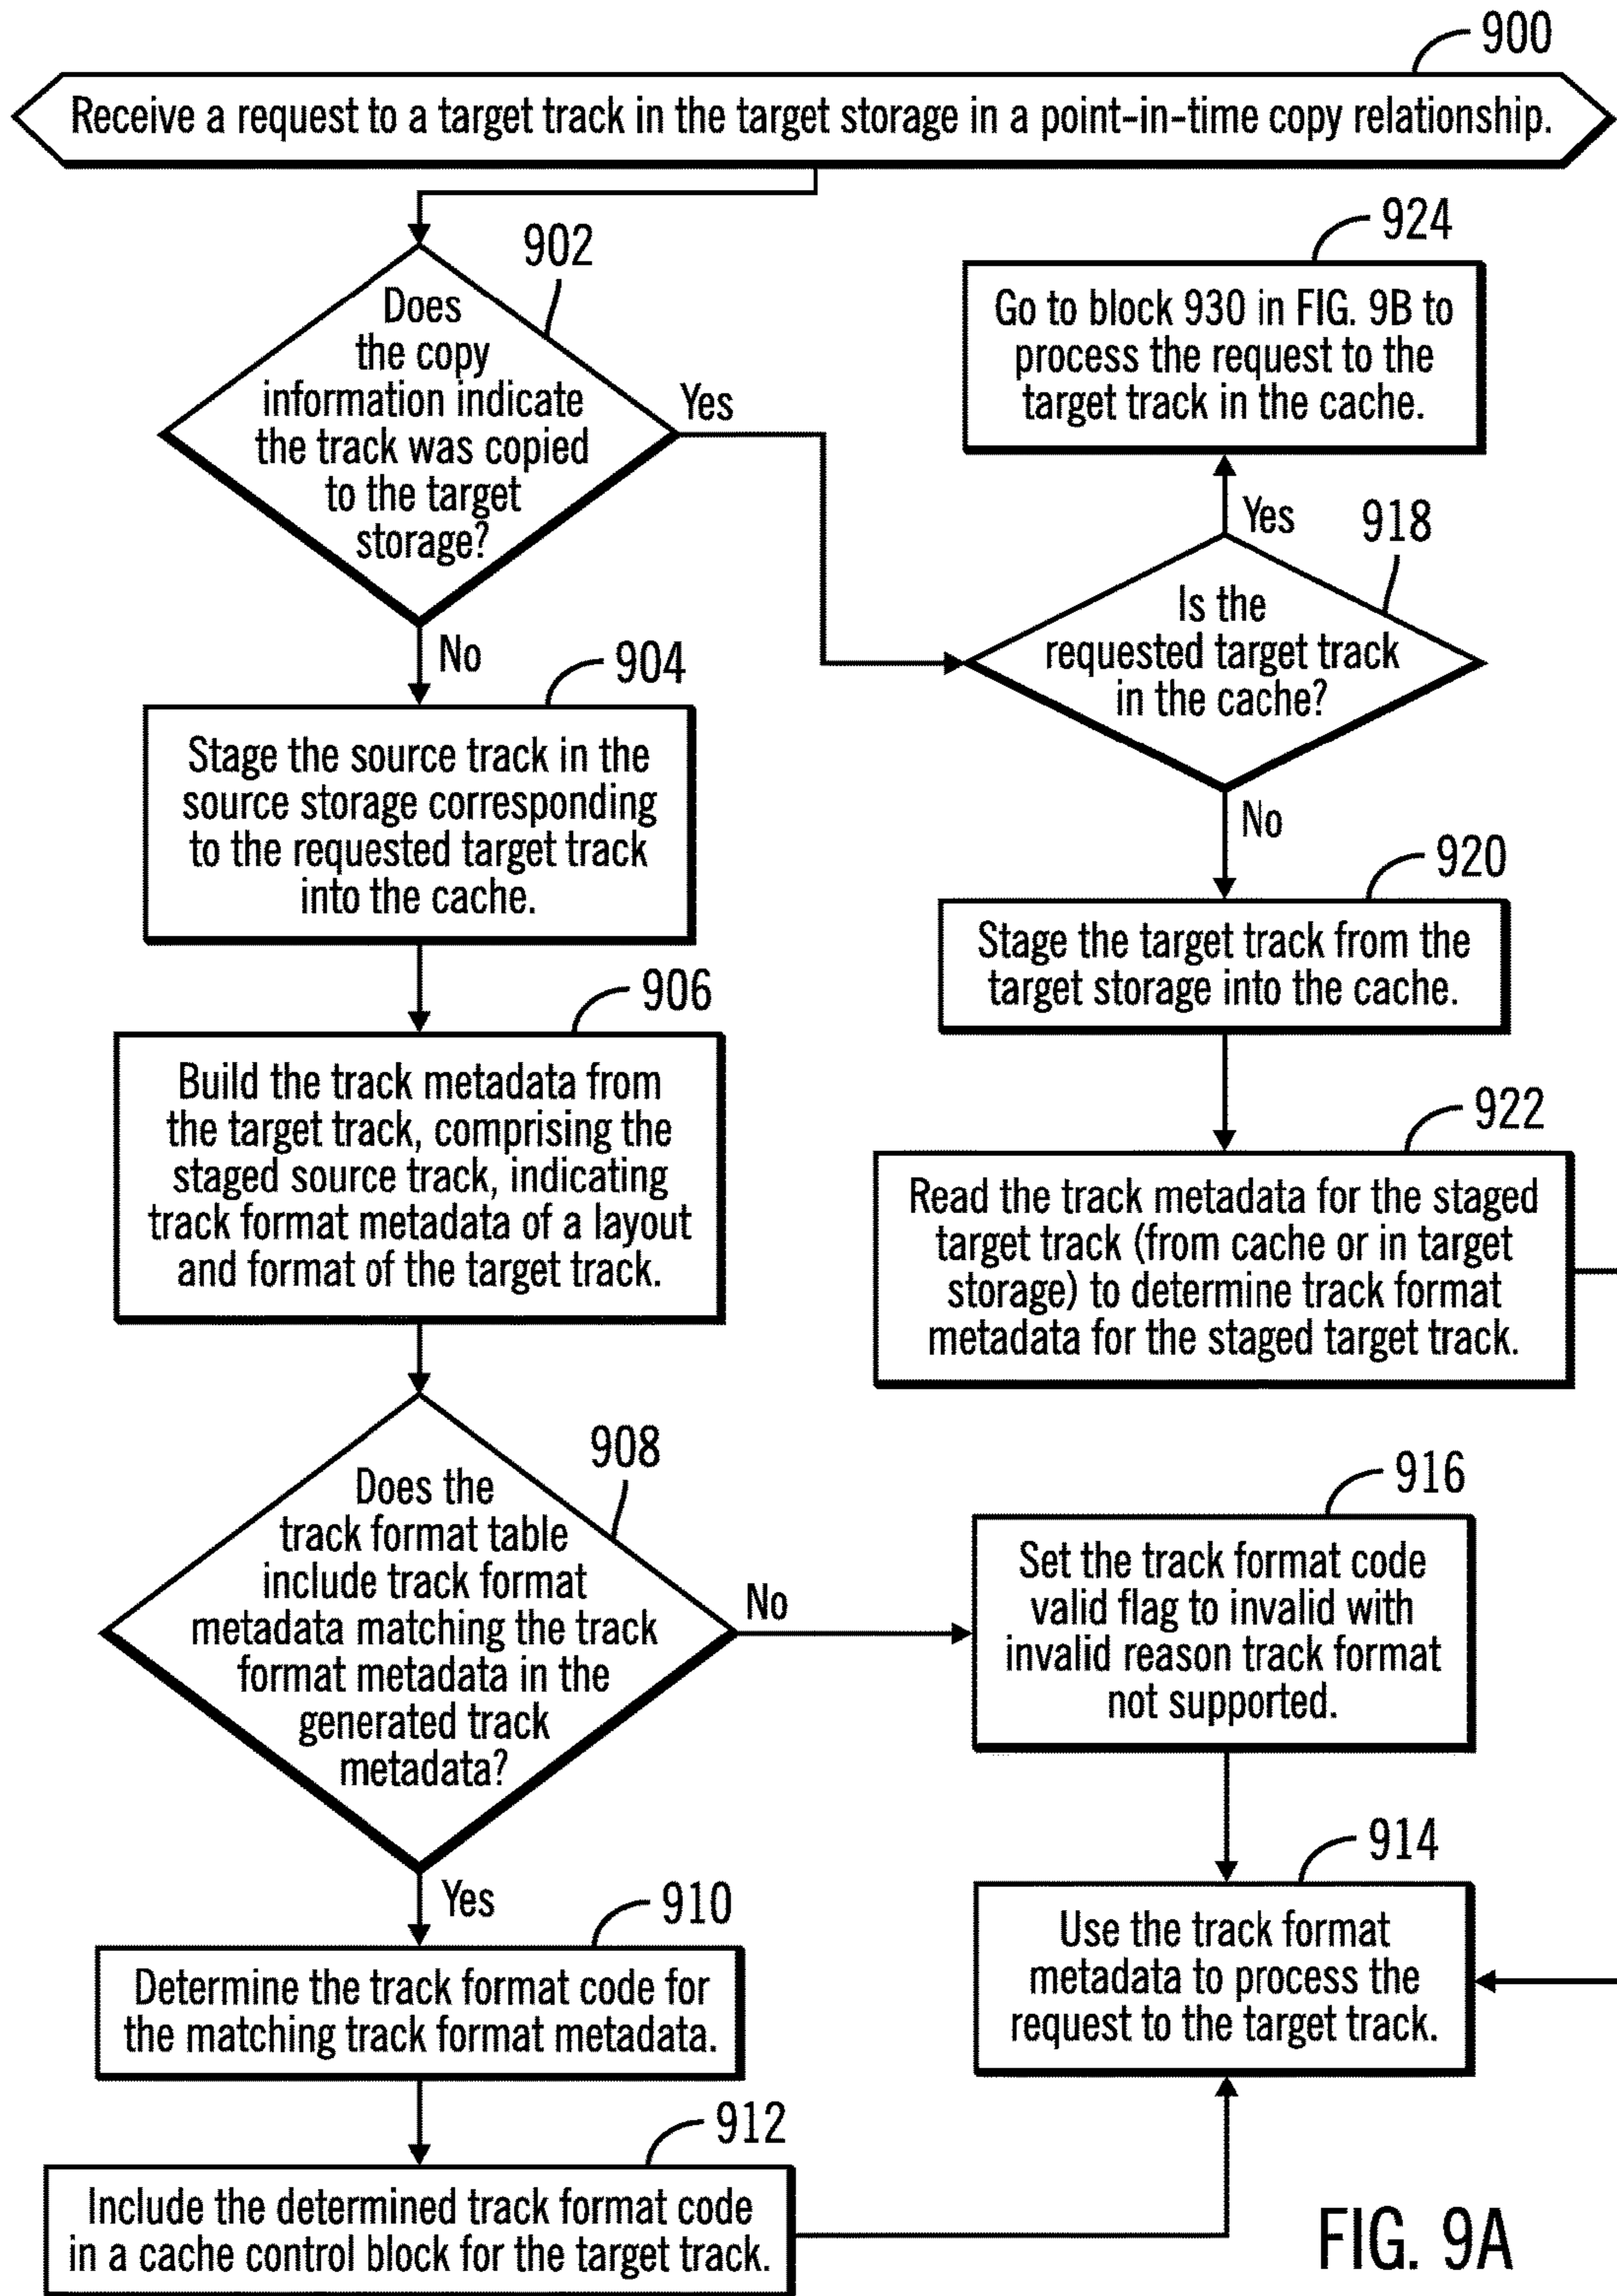 900
Receive a request to a target track in the target storage in a point-in-time copy relationship.
902
Does
the copy
information indicate
the track was copied
to the target
storage?
Yes
No
904
Stage the source track in the
source storage corresponding
to the requested target track
into the cache.
906
Build the track metadata from
the target track, comprising the
staged source track, indicating
track format metadata of a layout
and format of the target track.
908
Does the
track format table
include track format
metadata matching the track
format metadata in the
generated track
metadata?
No
Yes
910
Determine the track format code for
the matching track format metadata.
912
Include the determined track format code
in a cache control block for the target track.
924
Go to block 930 in FIG. 9B to
process the request to the
target track in the cache.
Yes
918
Is the
requested target track
in the cache?
No
920
Stage the target track from the
target storage into the cache.
922
Read the track metadata for the staged
target track (from cache or in target
storage) to determine track format
metadata for the staged target track.
916
Set the track format code
valid flag to invalid with
invalid reason track format
not supported.
914
Use the track format
metadata to process the
request to the target track.
FIG. 9A